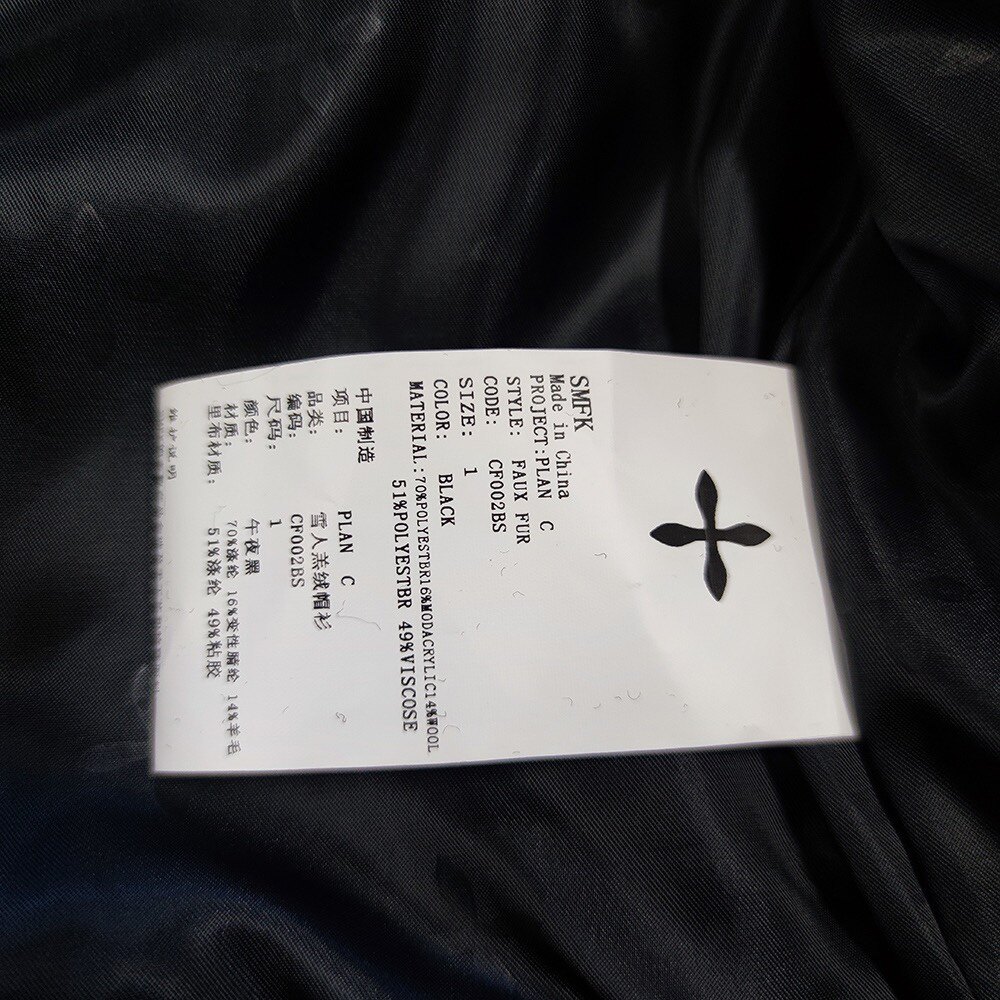 SMFK
Made in China
PROJECT:PLAN C
STYLE: FAUX FUR
CODE: CF002BS
SIZE: 1
COLOR: BLACK
MATERIAL:70%POLYESTBR16%MODACRYLIC14%WOOL
51%POLYESTBR 49%VISCOSE
中国制造
项目: PLAN C
品类: 雪人羔绒帽衫
编码: CF002BS
尺码: 1
颜色: 午夜黑
材质: 70%涤纶 16%变性腈纶 14%羊毛
里布材质: 51%涤纶 49%粘胶